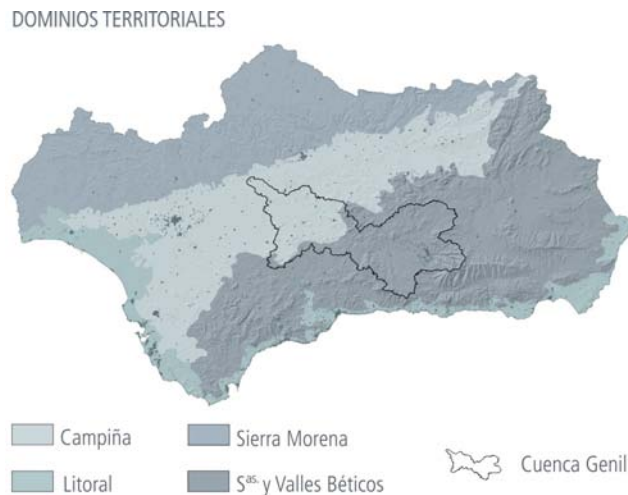 DOMINIOS TERRITORIALES
Campiña
Sierra Morena
Litoral
Sᵃˢ. y Valles Béticos
Cuenca Genil